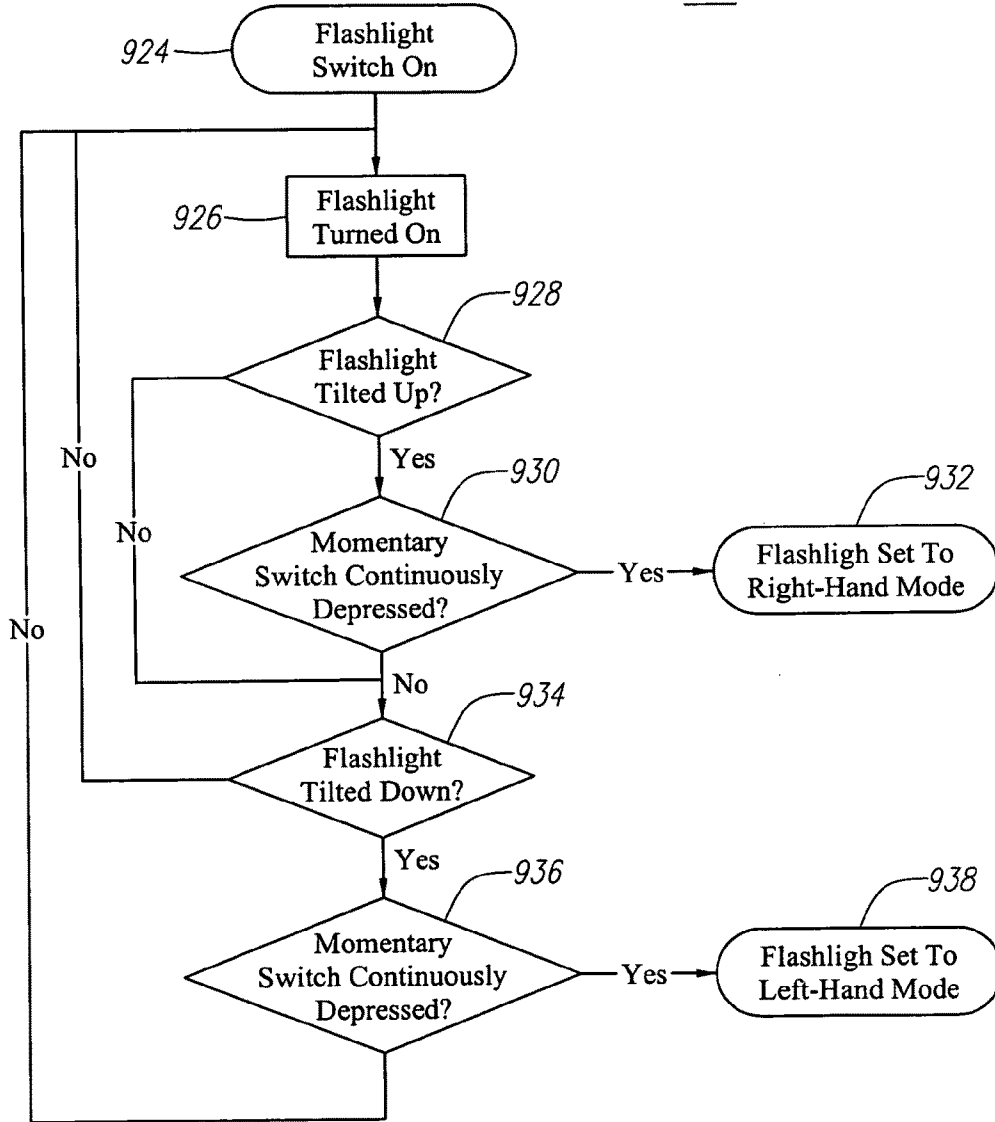 924
Flashlight
Switch On
926
Flashlight
Turned On
928
Flashlight
Tilted Up?
No
Yes
No
930
932
Momentary
Switch Continuously
Depressed?
Yes
Flashligh Set To
Right-Hand Mode
No
No
934
Flashlight
Tilted Down?
Yes
936
938
Momentary
Switch Continuously
Depressed?
Yes
Flashligh Set To
Left-Hand Mode